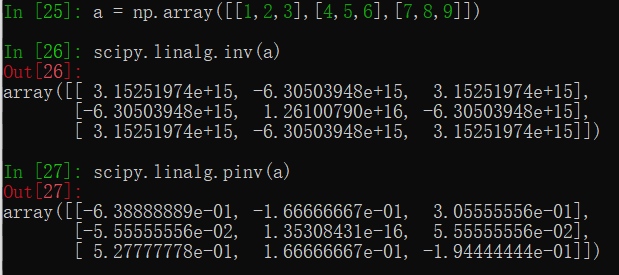 In [25]: a = np.array([[1,2,3],[4,5,6],[7,8,9]])
In [26]: scipy.linalg.inv(a)
Out[26]:
array([[ 3.15251974e+15, -6.30503948e+15, 3.15251974e+15],
[-6.30503948e+15, 1.26100790e+16, -6.30503948e+15],
[ 3.15251974e+15, -6.30503948e+15, 3.15251974e+15]])
In [27]: scipy.linalg.pinv(a)
Out[27]:
array([[-6.38888889e-01, -1.66666667e-01, 3.05555556e-01],
[-5.55555556e-02, 1.35308431e-16, 5.55555556e-02],
[ 5.27777778e-01, 1.66666667e-01, -1.94444444e-01]])